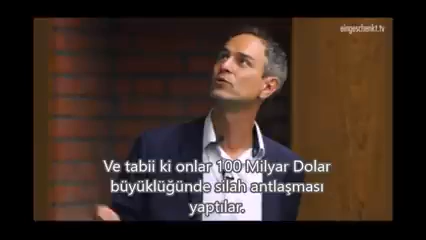 eingeschenkt.tv
Ve tabii ki onlar 100 Milyar Dolar
büyüklüğünde silah antlaşması
yaptılar.